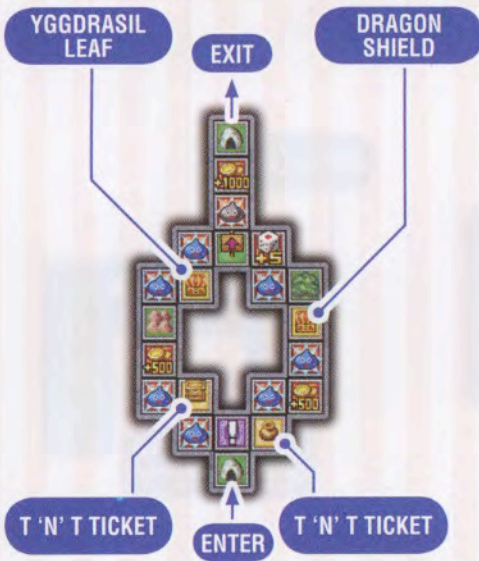 YGGDRASIL
LEAF
EXIT
DRAGON
SHIELD
+1000
+5
+500
+500
T 'N' T TICKET
ENTER
T 'N' T TICKET